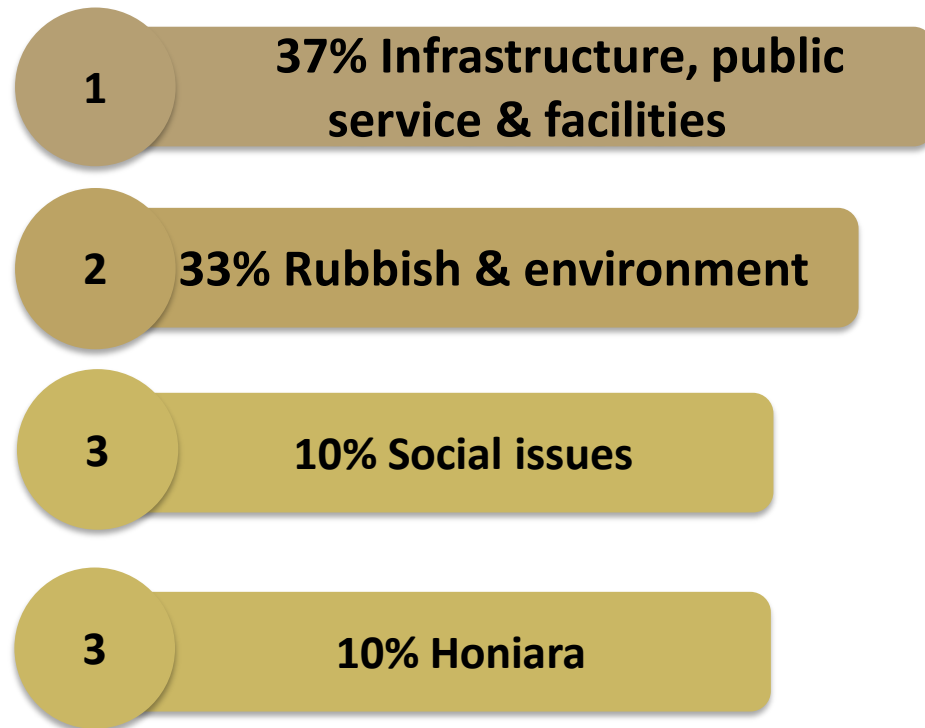 1
37% Infrastructure, public
service & facilities
2
33% Rubbish & environment
3
10% Social issues
3
10% Honiara